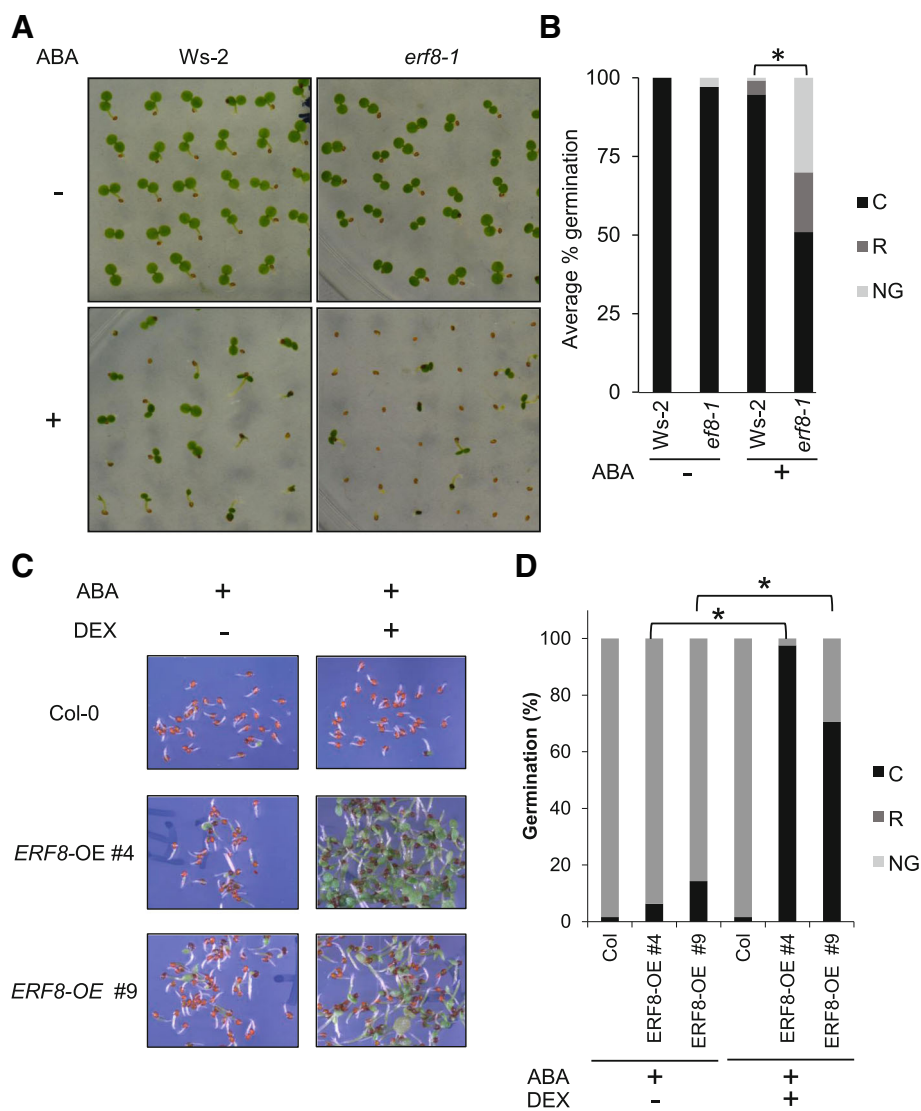 A
ABA Ws-2 erf8-1
-
+
B
*
100
75
50
25
0
Average % germination
C
R
NG
Ws-2 ef8-1 Ws-2 erf8-1
ABA - +
C
ABA + +
DEX - +
Col-0
ERF8-OE #4
ERF8-OE #9
D
*
*
100
80
60
40
20
0
Germination (%)
C
R
NG
Col ERF8-OE #4 ERF8-OE #9 Col ERF8-OE #4 ERF8-OE #9
ABA + +
DEX - +